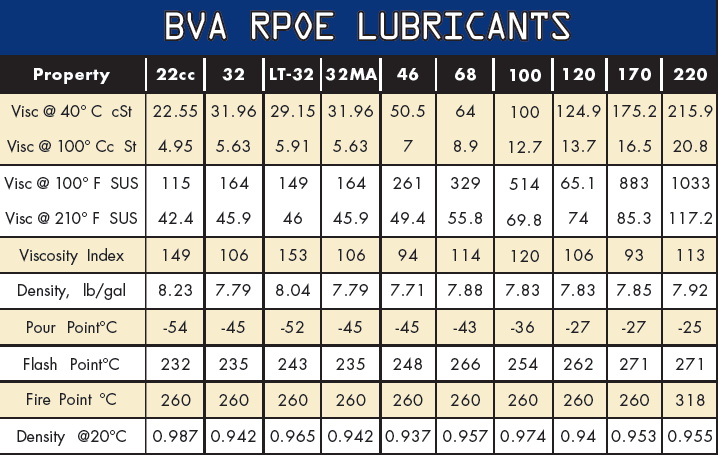 BVA RPOE LUBRICANTS
Property 22cc 32 LT-32 32MA 46 68 100 120 170 220
Visc @ 40° C cSt 22.55 31.96 29.15 31.96 50.5 64 100 124.9 175.2 215.9
Visc @ 100° Cc St 4.95 5.63 5.91 5.63 7 8.9 12.7 13.7 16.5 20.8
Visc @ 100° F SUS 115 164 149 164 261 329 514 65.1 883 1033
Visc @ 210° F SUS 42.4 45.9 46 45.9 49.4 55.8 69.8 74 85.3 117.2
Viscosity Index 149 106 153 106 94 114 120 106 93 113
Density, lb/gal 8.23 7.79 8.04 7.79 7.71 7.88 7.83 7.83 7.85 7.92
Pour Point°C -54 -45 -52 -45 -45 -43 -36 -27 -27 -25
Flash Point°C 232 235 243 235 248 266 254 262 271 271
Fire Point °C 260 260 260 260 260 260 260 260 260 318
Density @20°C 0.987 0.942 0.965 0.942 0.937 0.957 0.974 0.94 0.953 0.955